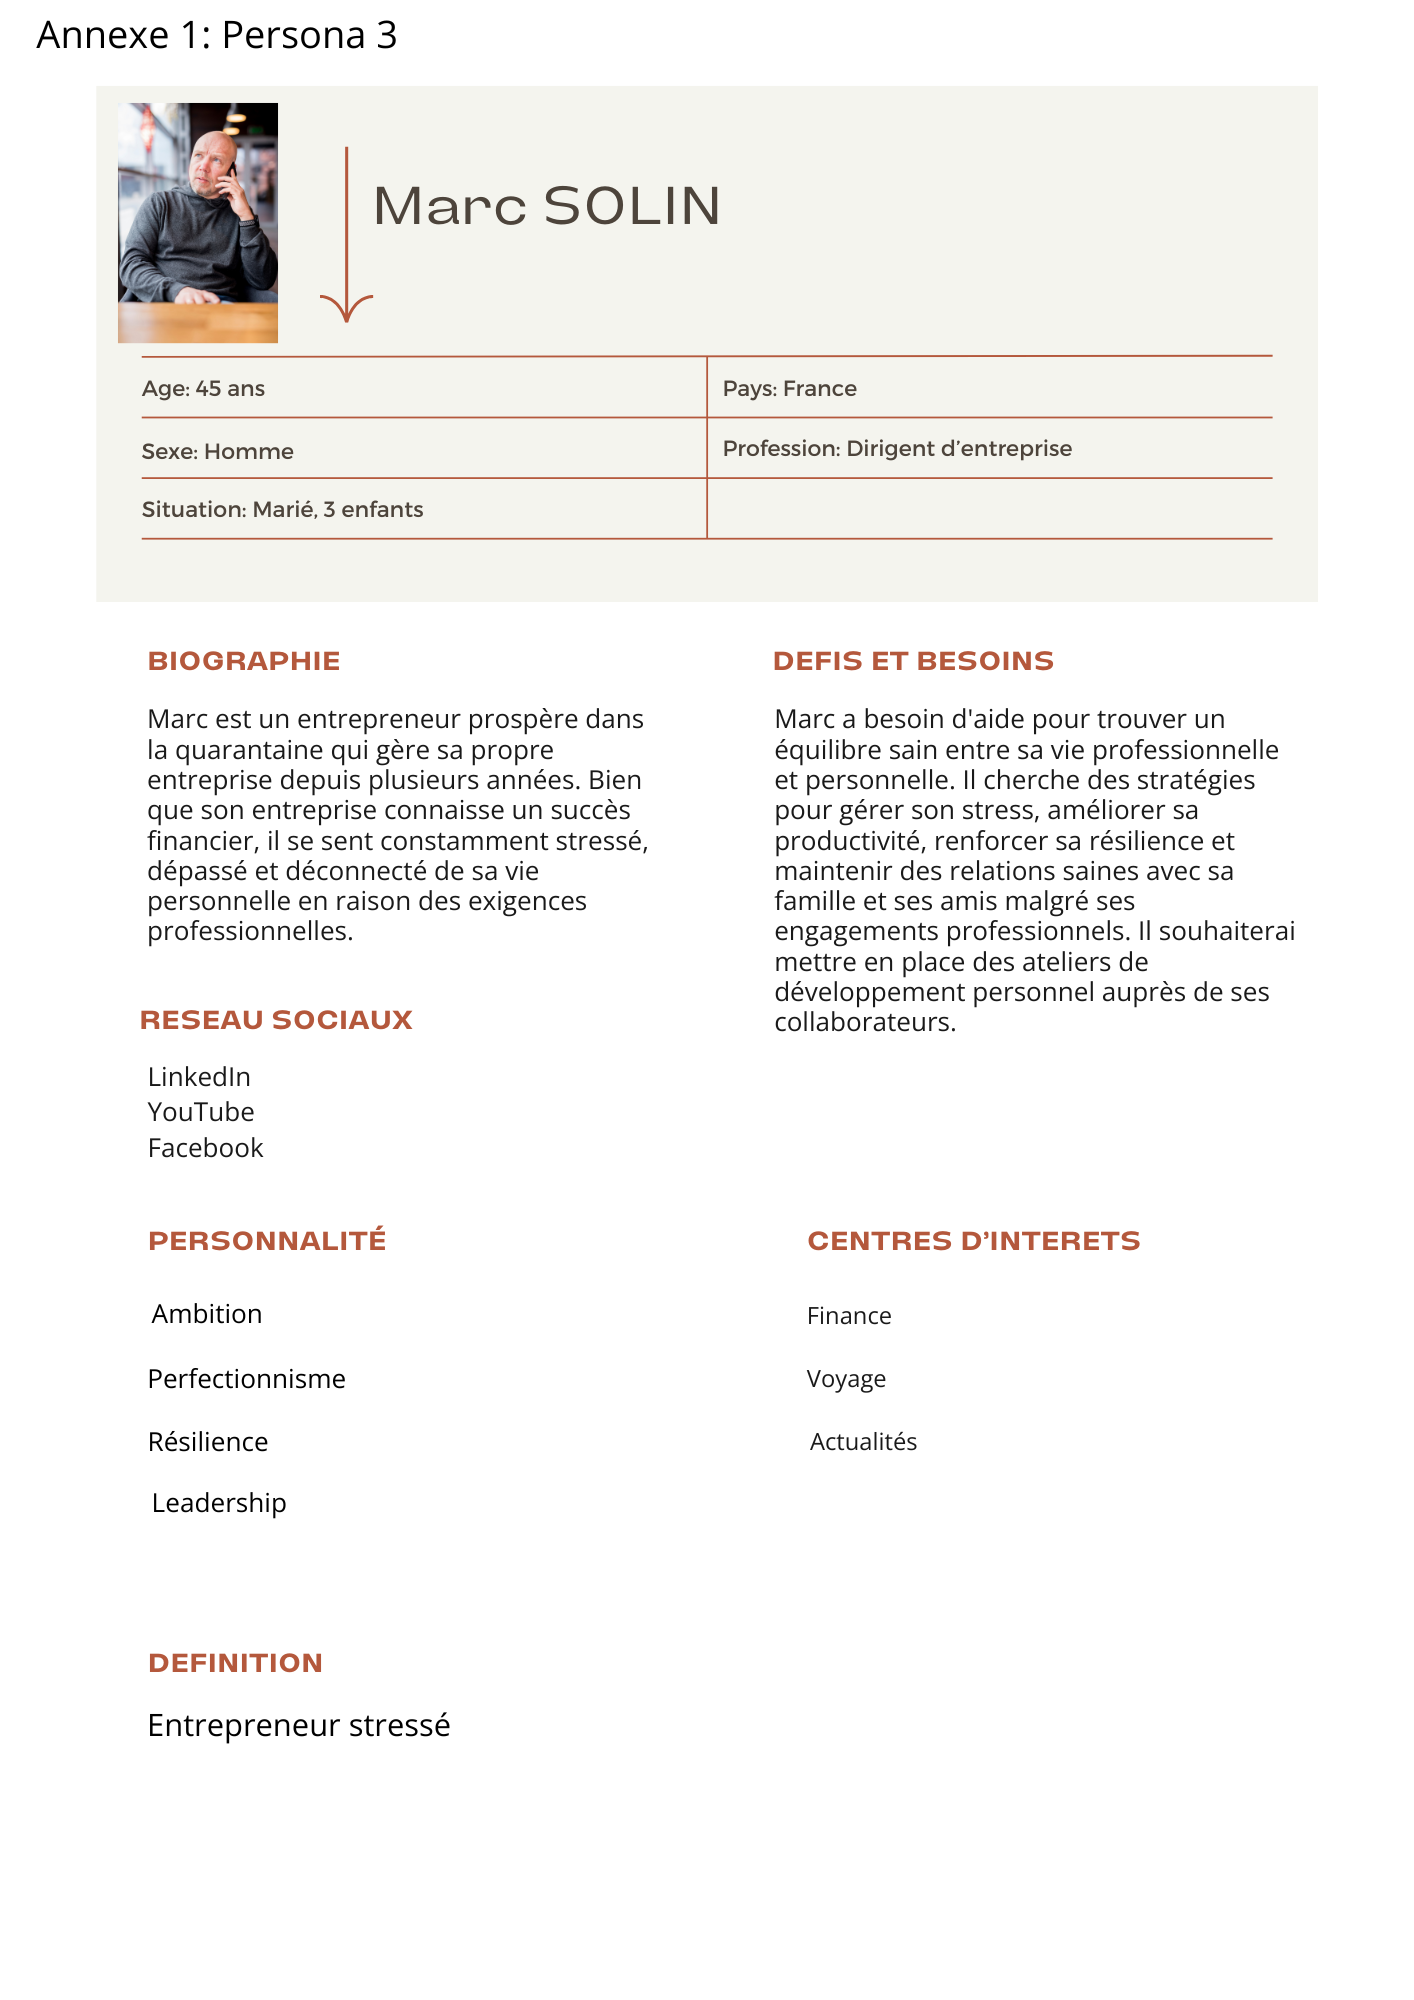 Annexe 1: Persona 3
Marc SOLIN
Age: 45 ans
Pays: France
Sexe: Homme
Profession: Dirigent d’entreprise
Situation: Marié, 3 enfants
BIOGRAPHIE
Marc est un entrepreneur prospère dans
la quarantaine qui gère sa propre
entreprise depuis plusieurs années. Bien
que son entreprise connaisse un succès
financier, il se sent constamment stressé,
dépassé et déconnecté de sa vie
personnelle en raison des exigences
professionnelles.
DEFIS ET BESOINS
Marc a besoin d'aide pour trouver un
équilibre sain entre sa vie professionnelle
et personnelle. Il cherche des stratégies
pour gérer son stress, améliorer sa
productivité, renforcer sa résilience et
maintenir des relations saines avec sa
famille et ses amis malgré ses
engagements professionnels. Il souhaiterai
mettre en place des ateliers de
développement personnel auprès de ses
collaborateurs.
RESEAU SOCIAUX
LinkedIn
YouTube
Facebook
PERSONNALITÉ
Ambition
Perfectionnisme
Résilience
Leadership
CENTRES D’INTERETS
Finance
Voyage
Actualités
DEFINITION
Entrepreneur stressé